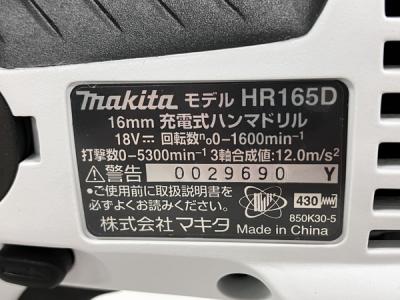 makita モデル HR165D
16mm 充電式ハンマドリル
18V⎓ 回転数n₀0-1600min⁻¹
打撃数0-5300min⁻¹ 3軸合成値:12.0m/s²
⚠警告 0029690 Y
●ご使用前に取扱説明書を
必ずよくお読みください。
430
850K30-5
株式会社マキタ Made in China